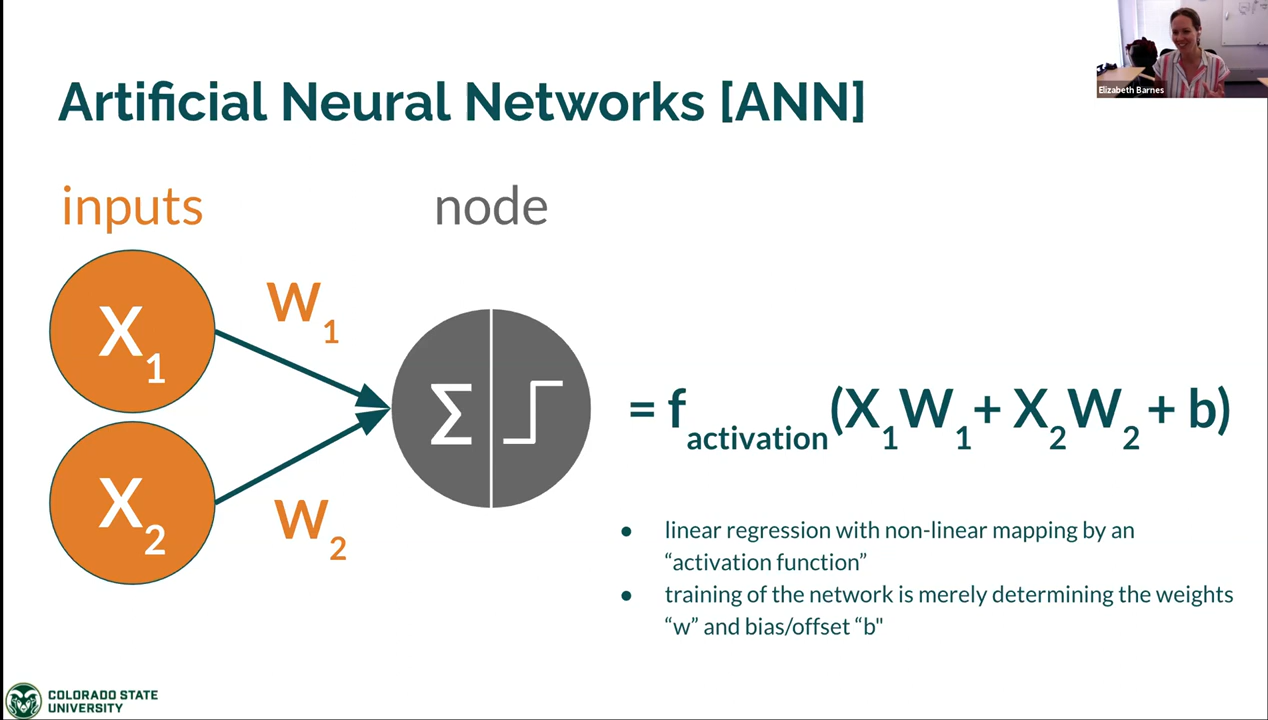 Elizabeth Barnes
Artificial Neural Networks [ANN]
inputs
node
X1
W1
Σ
= factivation(X1W1+ X2W2 + b)
X2
W2
● linear regression with non-linear mapping by an
“activation function”
● training of the network is merely determining the weights
“w” and bias/offset “b"
COLORADO STATE
UNIVERSITY